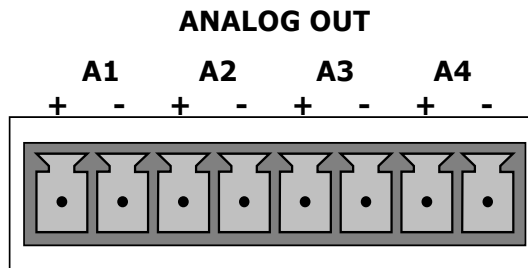 ANALOG OUT
A1 A2 A3 A4
+ - + - + - + -